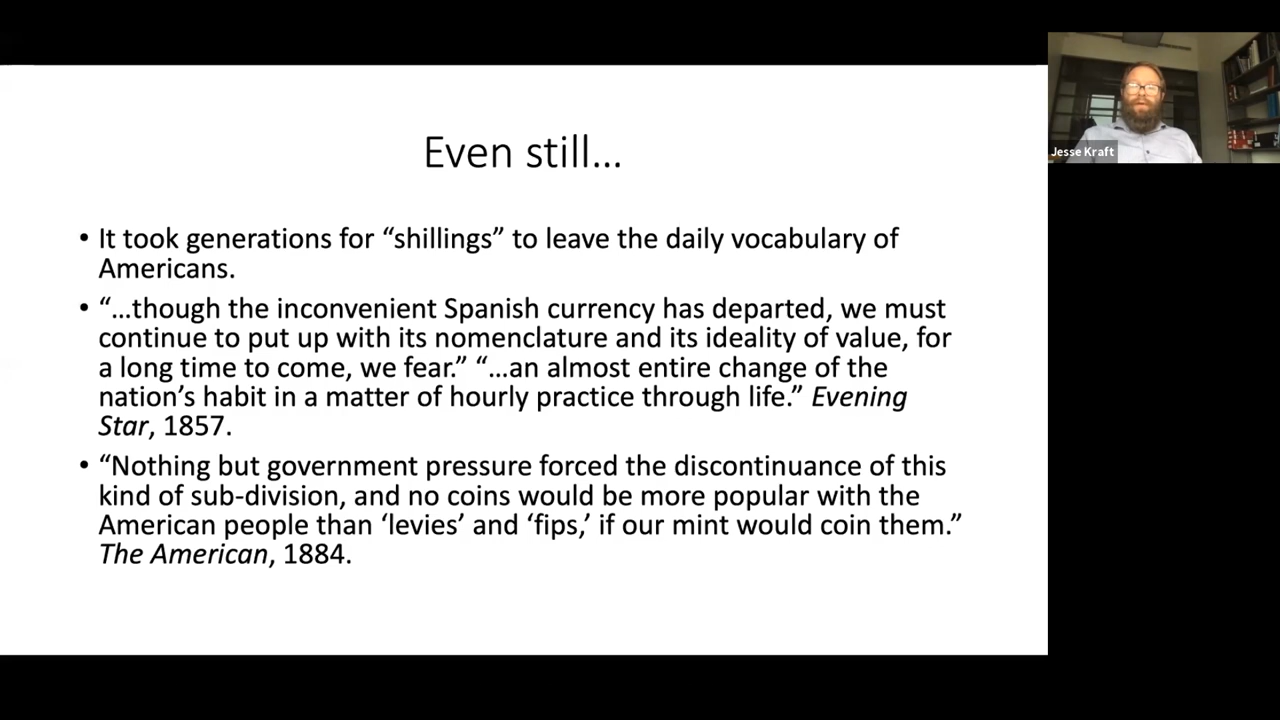 Even still...
• It took generations for “shillings” to leave the daily vocabulary of
Americans.
• “…though the inconvenient Spanish currency has departed, we must
continue to put up with its nomenclature and its ideality of value, for
a long time to come, we fear.” “…an almost entire change of the
nation’s habit in a matter of hourly practice through life.” Evening
Star, 1857.
• “Nothing but government pressure forced the discontinuance of this
kind of sub-division, and no coins would be more popular with the
American people than ‘levies’ and ‘fips,’ if our mint would coin them.”
The American, 1884.
Jesse Kraft